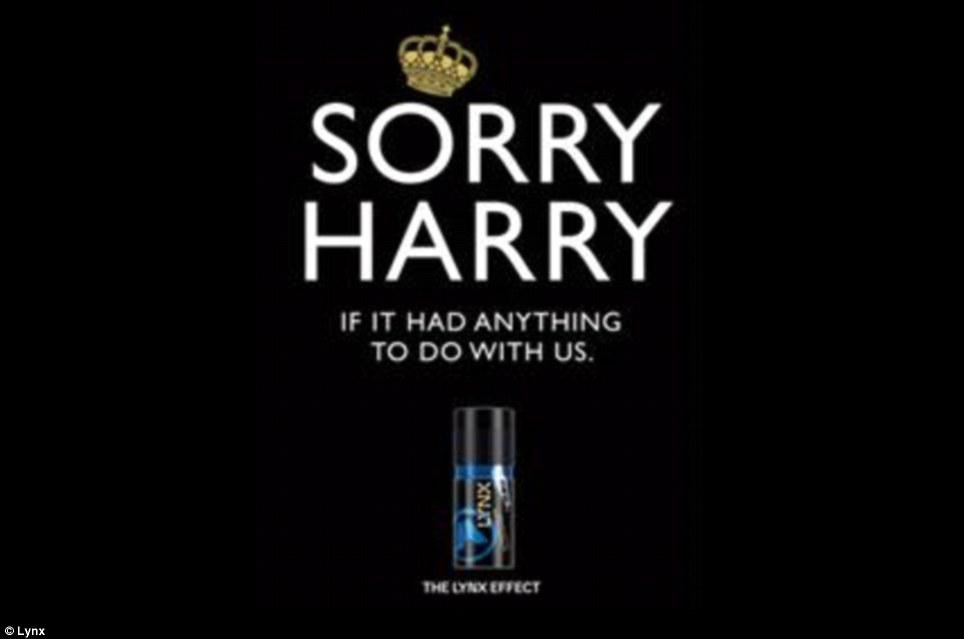 SORRY
HARRY
IF IT HAD ANYTHING
TO DO WITH US.
LYNX
THE LYNX EFFECT
© Lynx